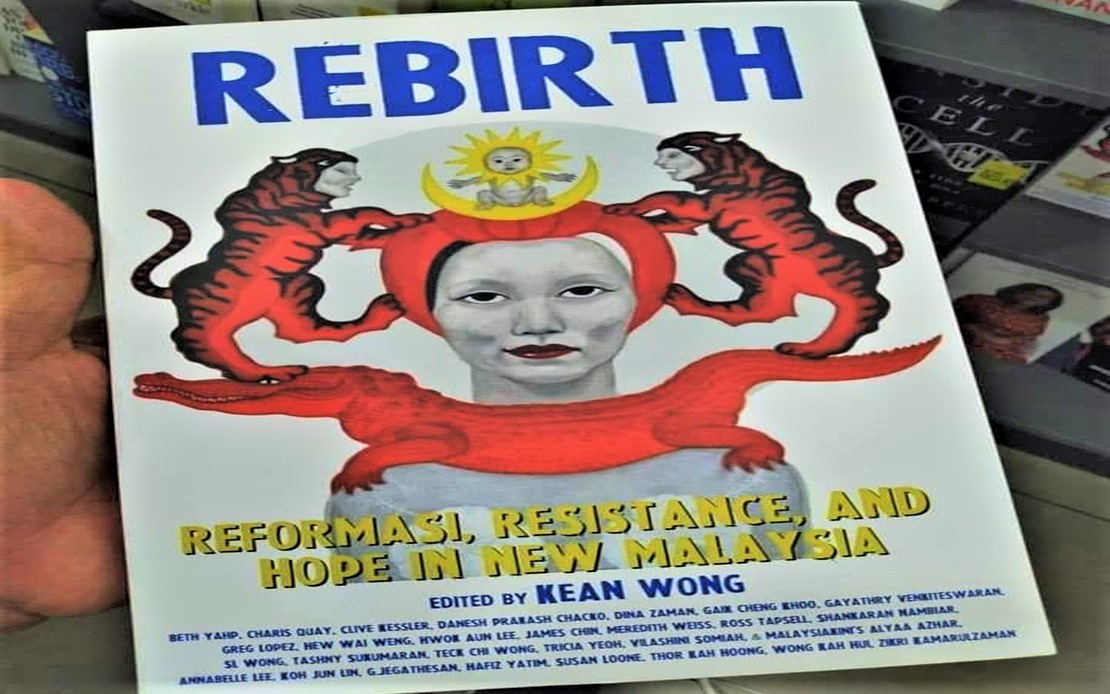 REBIRTH
REFORMASI, RESISTANCE, AND
HOPE IN NEW MALAYSIA
EDITED BY KEAN WONG
BETH YAHP, CHARIS QUAY, CLIVE KESSLER, DANESH PRAKASH CHACKO, DINA ZAMAN, GAIK CHENG KHOO, GAYATHRY VENKITESWARAN,
GREG LOPEZ, HEW WAI WENG, HWOK AUN LEE, JAMES CHIN, MEREDITH WEISS, ROSS TAPSELL, SHANKARAN NAMBIAR,
SL WONG, TASHNY SUKUMARAN, TECK CHI WONG, TRICIA YEOH, VILASHINI SOMIAH, & MALAYSIAKINI'S ALYAA AZHAR,
ANNABELLE LEE, KOH JUN LIN, G.JEGATHESAN, HAFIZ YATIM, SUSAN LOONE, THOR KAH HOONG, WONG KAH HUI, ZIKRI KAMARULZAMAN
the
CELL